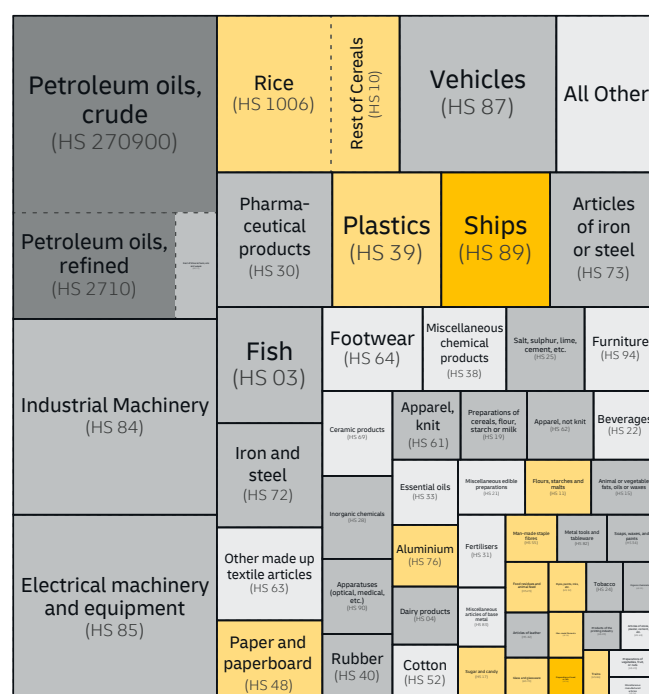 Petroleum oils,
crude
(HS 270900)
Rice
(HS 1006)
Rest of Cereals
(HS 10)
Vehicles
(HS 87)
All Other
Petroleum oils,
refined
(HS 2710)
Pharma-
ceutical
products
(HS 30)
Plastics
(HS 39)
Ships
(HS 89)
Articles
of iron
or steel
(HS 73)
Industrial Machinery
(HS 84)
Fish
(HS 03)
Footwear
(HS 64)
Miscellaneous
chemical
products
(HS 38)
Salt, sulphur, lime,
cement, etc.
(HS 25)
Furniture
(HS 94)
Ceramic products
(HS 69)
Apparel,
knit
(HS 61)
Preparations of
cereals, flour,
starch or milk
(HS 19)
Apparel, not knit
(HS 62)
Beverages
(HS 22)
Iron and
steel
(HS 72)
Essential oils
(HS 33)
Miscellaneous edible
preparations
(HS 21)
Flours, starches and
malts
(HS 11)
Animal or vegetable
fats, oils or waxes
(HS 15)
Inorganic chemicals
(HS 28)
Electrical machinery
and equipment
(HS 85)
Other made up
textile articles
(HS 63)
Aluminium
(HS 76)
Fertilisers
(HS 31)
Man-made staple
fibres
(HS 55)
Metal tools and
tableware
(HS 82)
Apparatuses
(optical, medical,
etc.)
(HS 90)
Tobacco
(HS 24)
Dairy products
(HS 04)
Miscellaneous
articles of base
metal
(HS 83)
Paper and
paperboard
(HS 48)
Rubber
(HS 40)
Cotton
(HS 52)
Sugar and candy
(HS 17)
Articles of leather